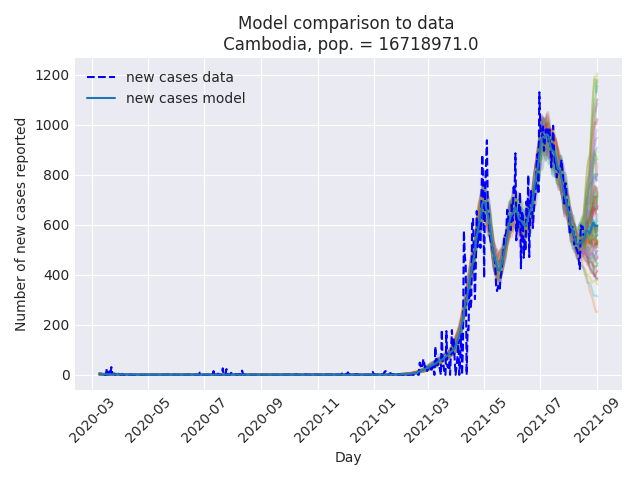 Model comparison to data
Cambodia, pop. = 16718971.0
new cases data
new cases model
Number of new cases reported
1200
1000
800
600
400
200
0
2020-03
2020-05
2020-07
2020-09
2020-11
2021-01
2021-03
2021-05
2021-07
2021-09
Day